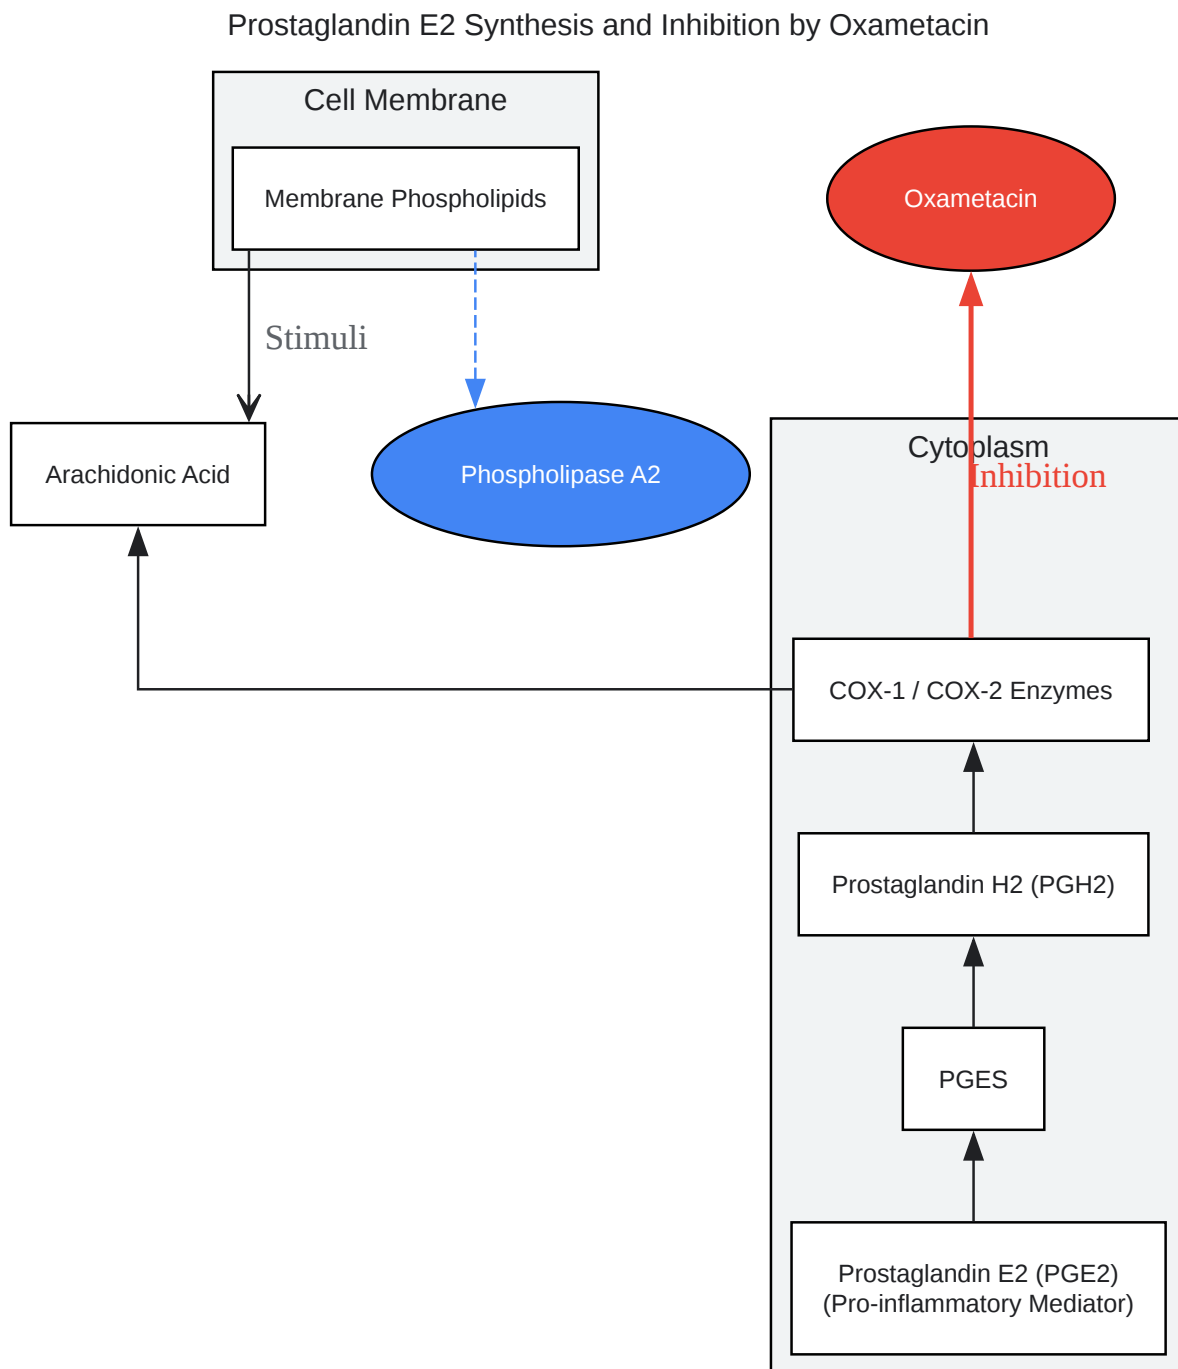 Prostaglandin E2 Synthesis and Inhibition by Oxametacin
Cell Membrane
Membrane Phospholipids
Oxametacin
Stimuli
Arachidonic Acid
Phospholipase A2
Cytoplasm
Inhibition
COX-1 / COX-2 Enzymes
Prostaglandin H2 (PGH2)
PGES
Prostaglandin E2 (PGE2)
(Pro-inflammatory Mediator)